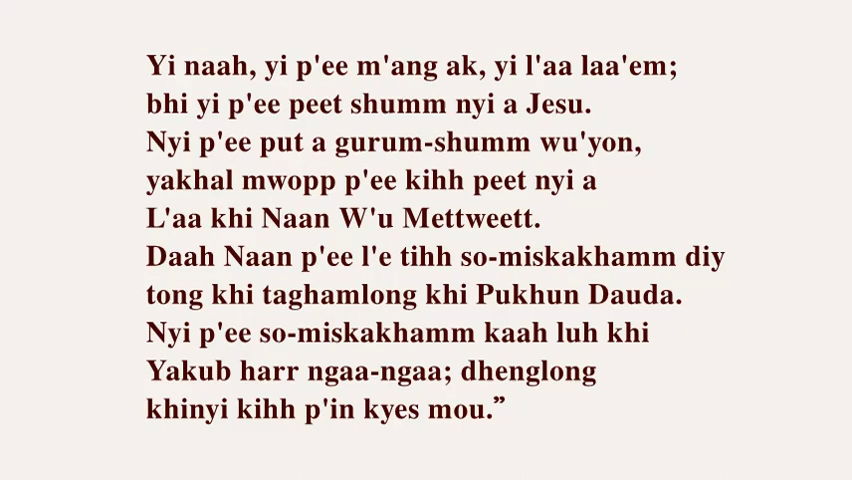 Yi naah, yi p'ee m'ang ak, yi l'aa laa'em;
bhi yi p'ee peet shumm nyi a Jesu.
Nyi p'ee put a gurum-shumm wu'yon,
yakhal mwopp p'ee kihh peet nyi a
L'aa khi Naan W'u Mettweett.
Daah Naan p'ee l'e tihh so-miskakhamm diy
tong khi taghamlong khi Pukhun Dauda.
Nyi p'ee so-miskakhamm kaah luh khi
Yakub harr ngaa-ngaa; dhenglong
khinyi kihh p'in kyes mou.”